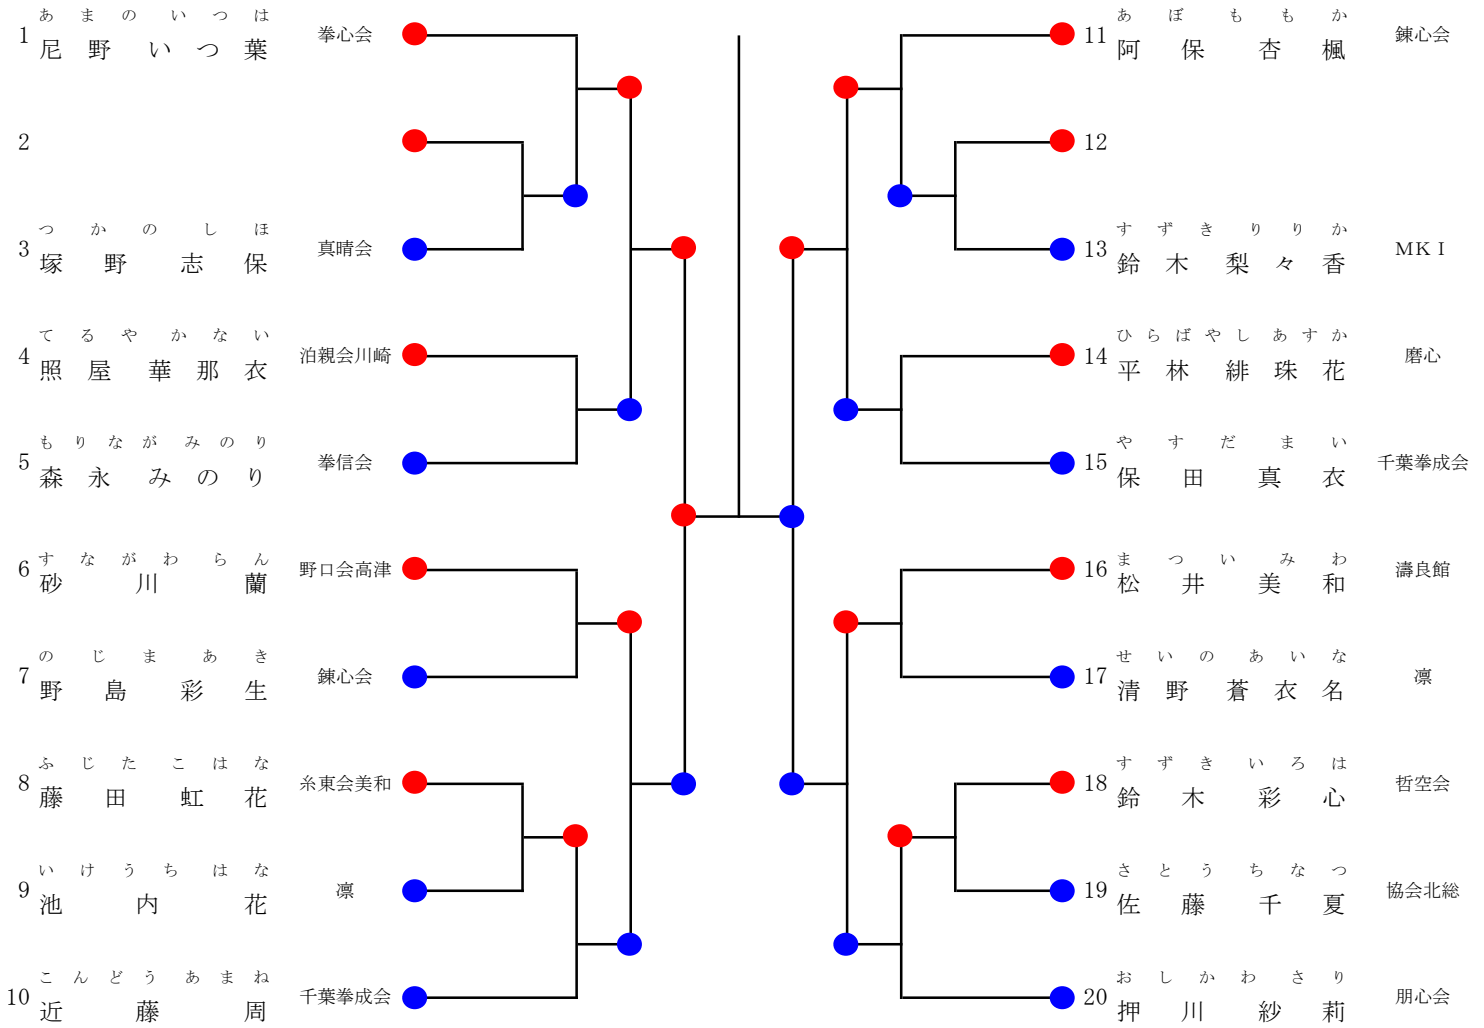 あまのいつは
1 尼野いつ葉 拳心会
2
つかのしほ
3 塚野志保 真晴会
てるやかない
4 照屋華那衣 泊親会川崎
もりながみのり
5 森永みのり 拳信会
すながわらん
6 砂川蘭 野口会高津
のじまあき
7 野島彩生 錬心会
ふじたこはな
8 藤田虹花 糸東会美和
いけうちはな
9 池内花 凛
こんどうあまね
10 近藤周 千葉拳成会
あぼももか
11 阿保杏楓 錬心会
12
すずきりりか
13 鈴木梨々香 MKI
ひらばやしあすか
14 平林緋珠花 磨心
やすだまい
15 保田真衣 千葉拳成会
まついみわ
16 松井美和 濤良館
せいのあいな
17 清野蒼衣名 凛
すずきいろは
18 鈴木彩心 哲空会
さとうちなつ
19 佐藤千夏 協会北総
おしかわさり
20 押川紗莉 朋心会